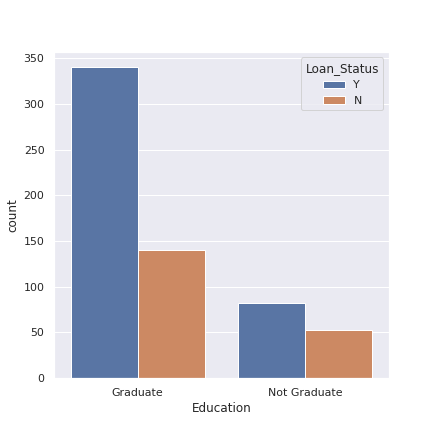 350
300
250
200
150
100
50
0
count
Loan_Status
Y
N
Graduate
Not Graduate
Education